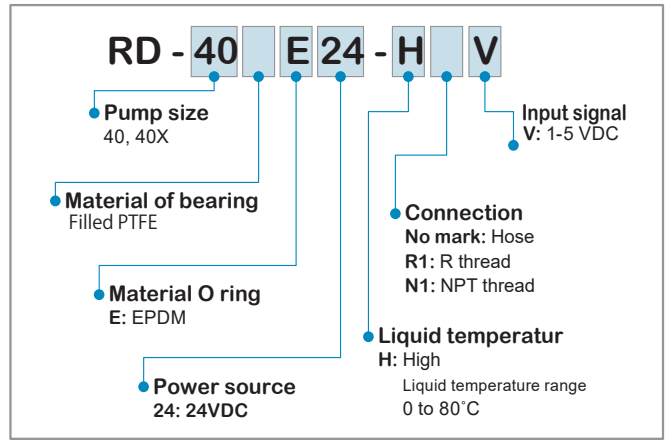 RD - 40 E 24 - H V
Pump size
40, 40X
Input signal
V: 1-5 VDC
Material of bearing
Filled PTFE
Connection
No mark: Hose
R1: R thread
N1: NPT thread
Material O ring
E: EPDM
Liquid temperatur
H: High
Liquid temperature range
0 to 80˚C
Power source
24: 24VDC